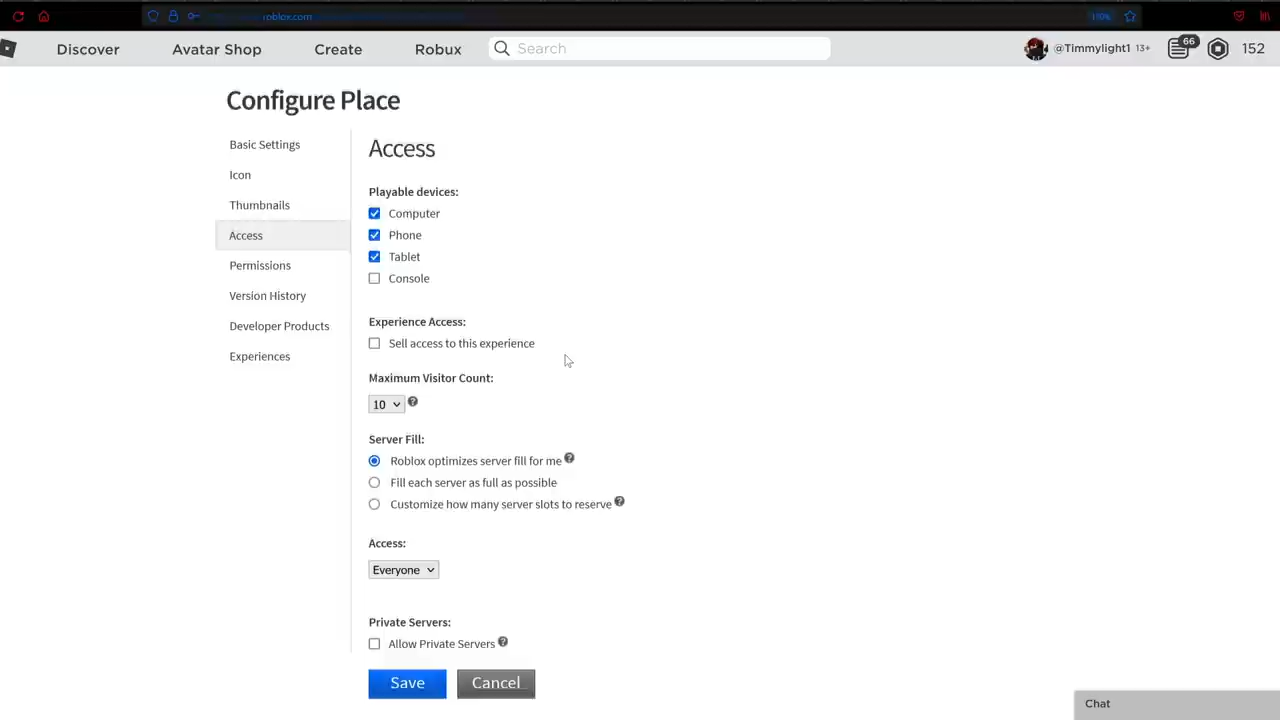 roblox.com
110%
Discover
Avatar Shop
Create
Robux
Search
@Timmylight1 13+
66
152
Configure Place
Basic Settings
Icon
Thumbnails
Access
Permissions
Version History
Developer Products
Experiences
Access
Playable devices:
Computer
Phone
Tablet
Console
Experience Access:
Sell access to this experience
Maximum Visitor Count:
10
Server Fill:
Roblox optimizes server fill for me
Fill each server as full as possible
Customize how many server slots to reserve
Access:
Everyone
Private Servers:
Allow Private Servers
Save
Cancel
Chat